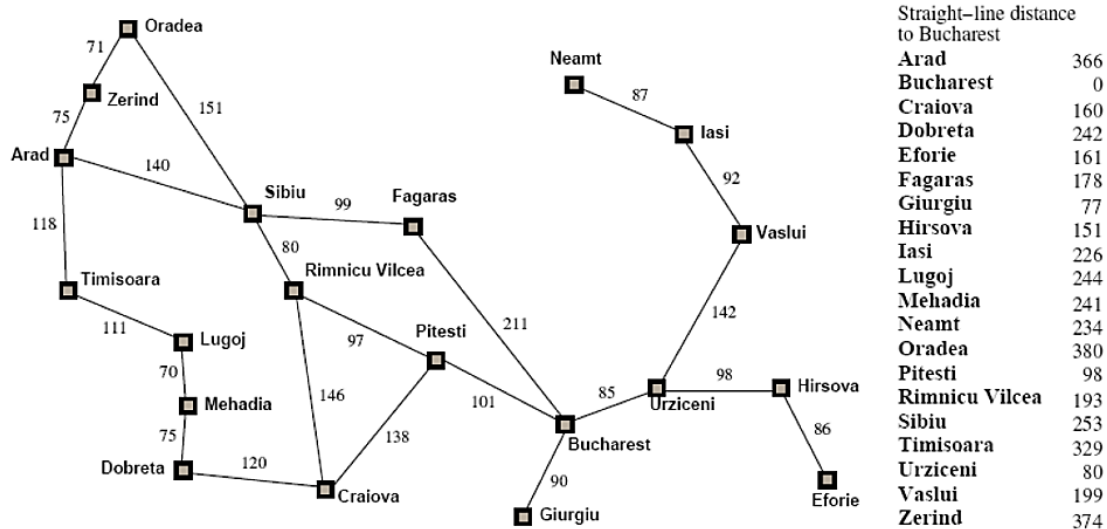 Oradea
71
Zerind
151
75
Arad
140
Sibiu
99
Fagaras
118
80
Timisoara
Rimnicu Vilcea
111
Lugoj
97
Pitesti
211
70
Mehadia
146
101
75
138
Dobreta
120
Craiova
Neamt
87
Iasi
92
Vaslui
142
98
Hirsova
85
Urziceni
86
Bucharest
90
Giurgiu
Eforie
Straight–line distance
to Bucharest
Arad 366
Bucharest 0
Craiova 160
Dobreta 242
Eforie 161
Fagaras 178
Giurgiu 77
Hirsova 151
Iasi 226
Lugoj 244
Mehadia 241
Neamt 234
Oradea 380
Pitesti 98
Rimnicu Vilcea 193
Sibiu 253
Timisoara 329
Urziceni 80
Vaslui 199
Zerind 374